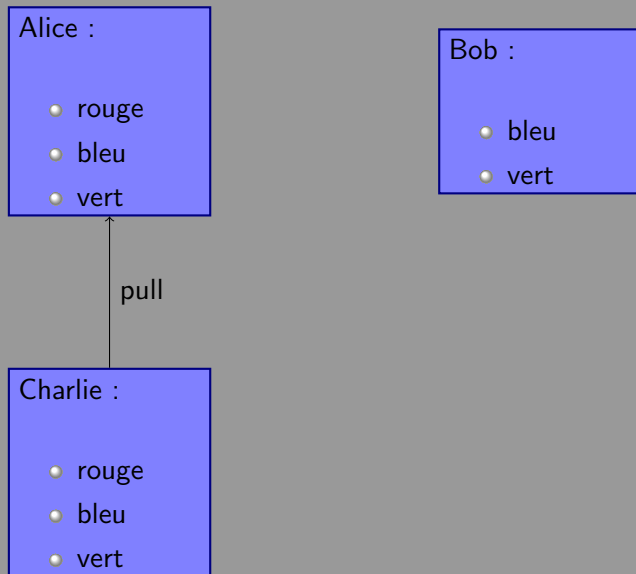 Alice :
rouge
bleu
vert
Bob :
bleu
vert
pull
Charlie :
rouge
bleu
vert